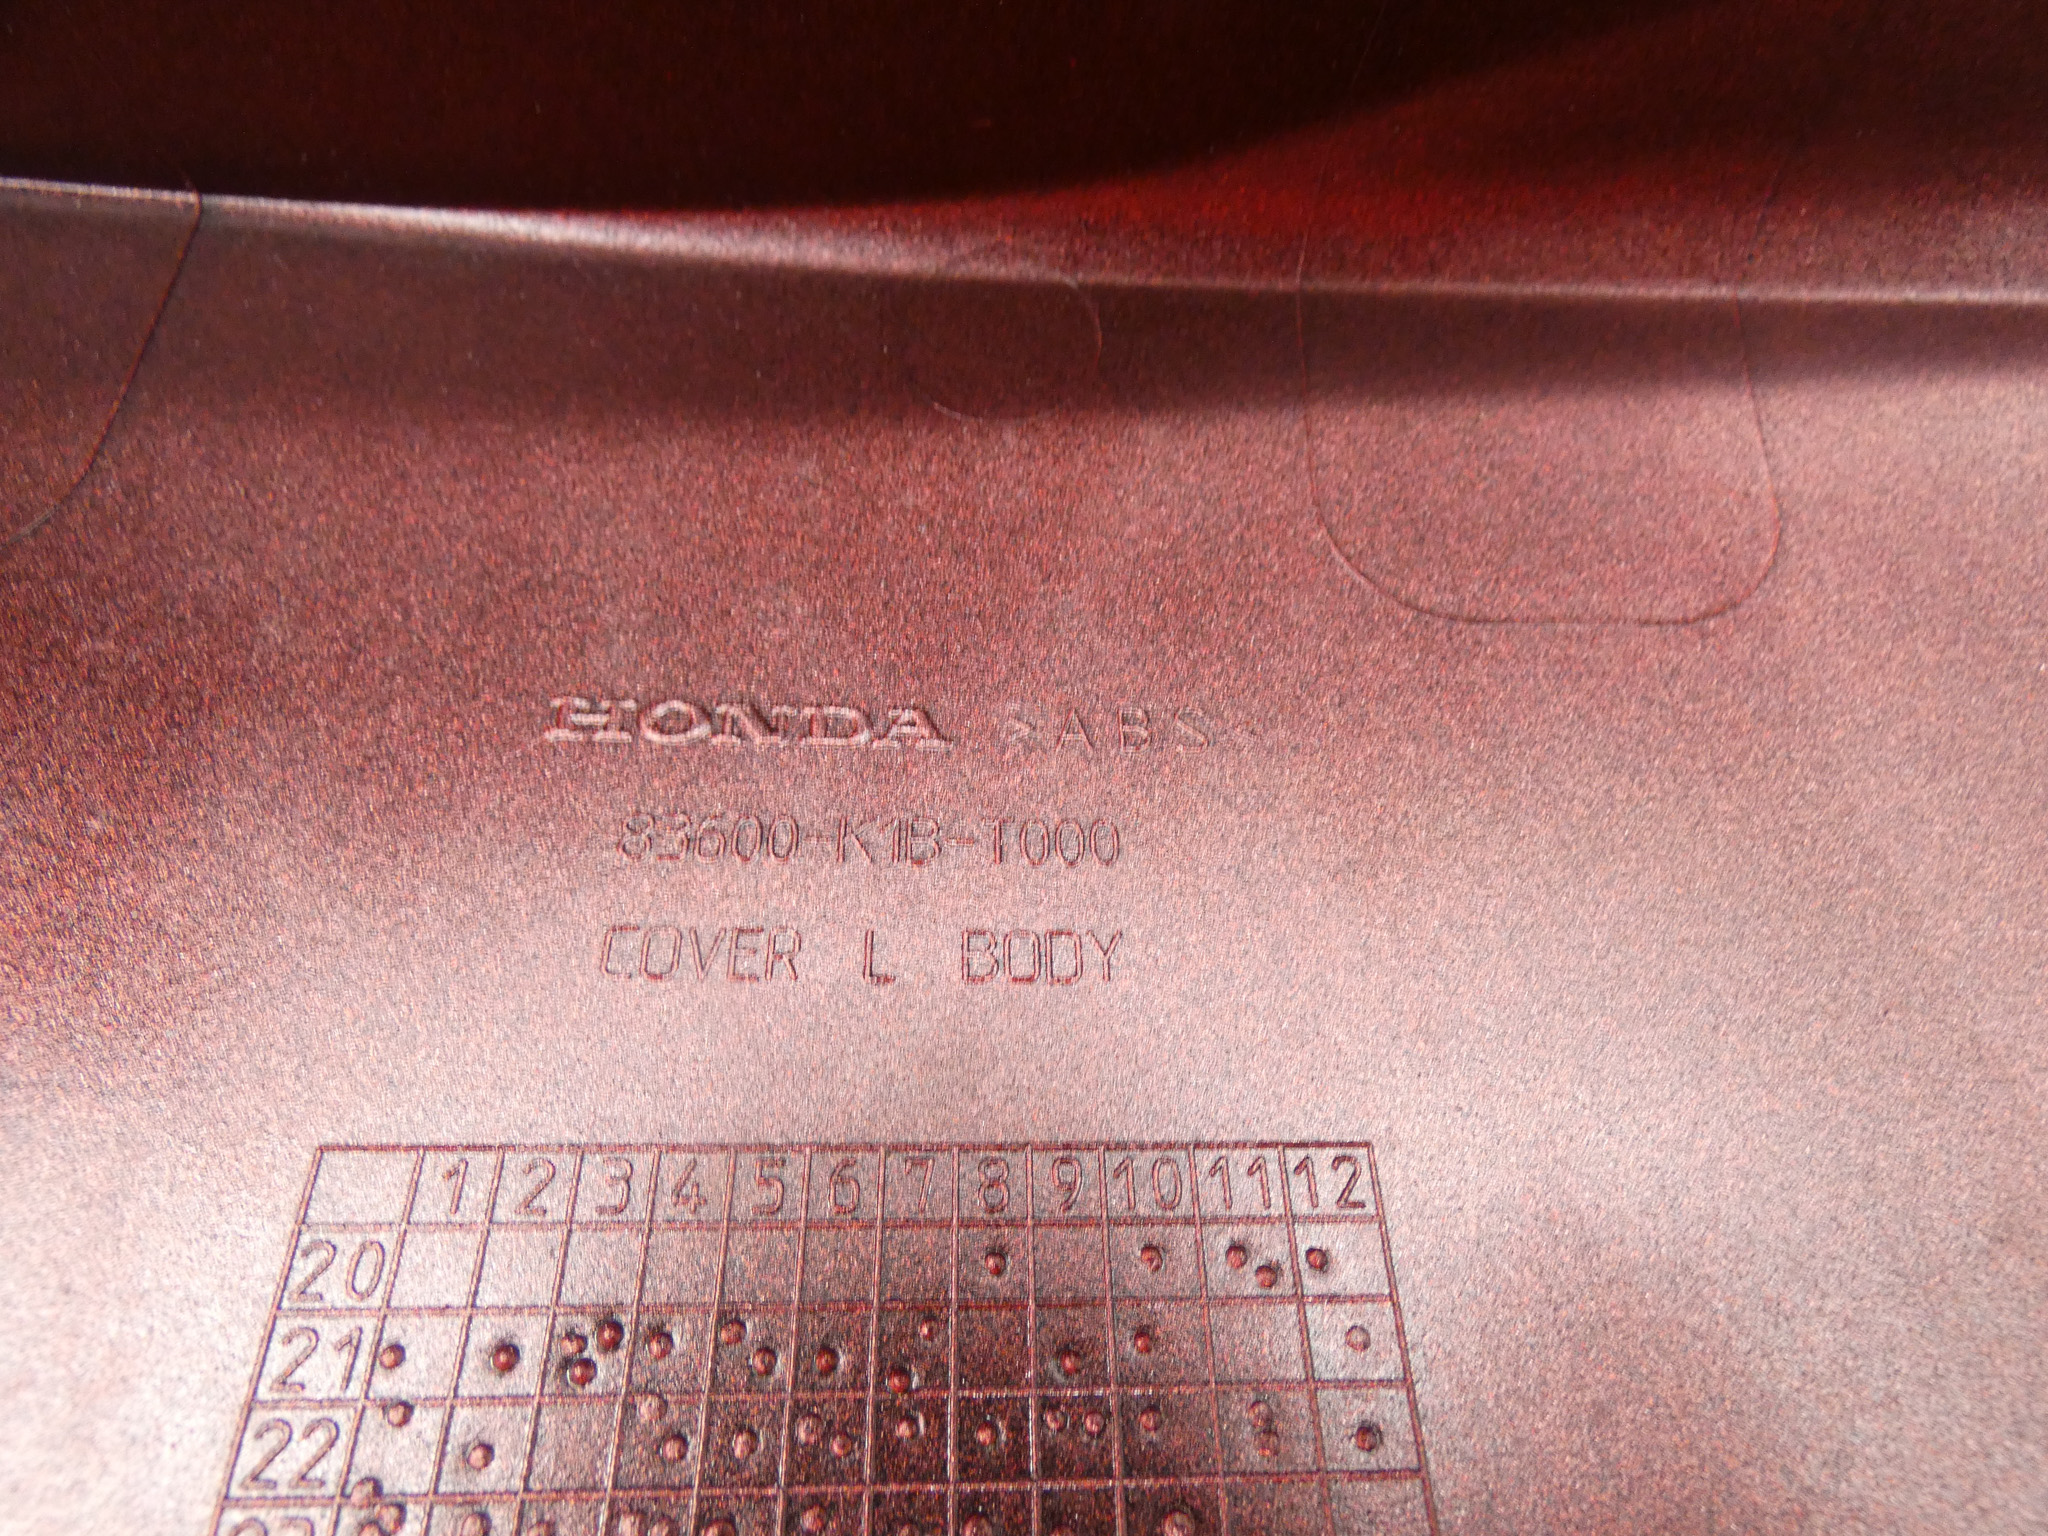 HONDA >ABS<
83600-K1B-T000
COVER L BODY
1 2 3 4 5 6 7 8 9 10 11 12
20
21
22